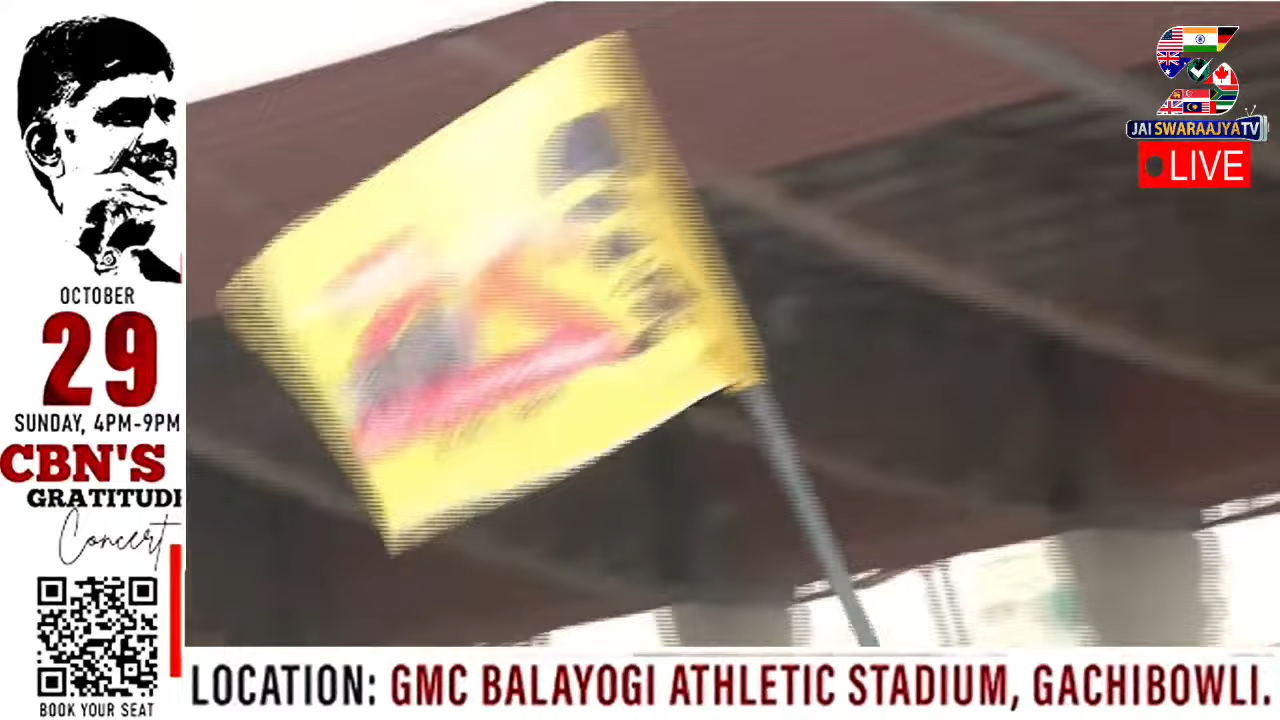 OCTOBER
29
SUNDAY, 4PM-9PM
CBN'S
GRATITUDE
Concert
BOOK YOUR SEAT
JAI SWARAAJYA TV
LIVE
LOCATION: GMC BALAYOGI ATHLETIC STADIUM, GACHIBOWLI.